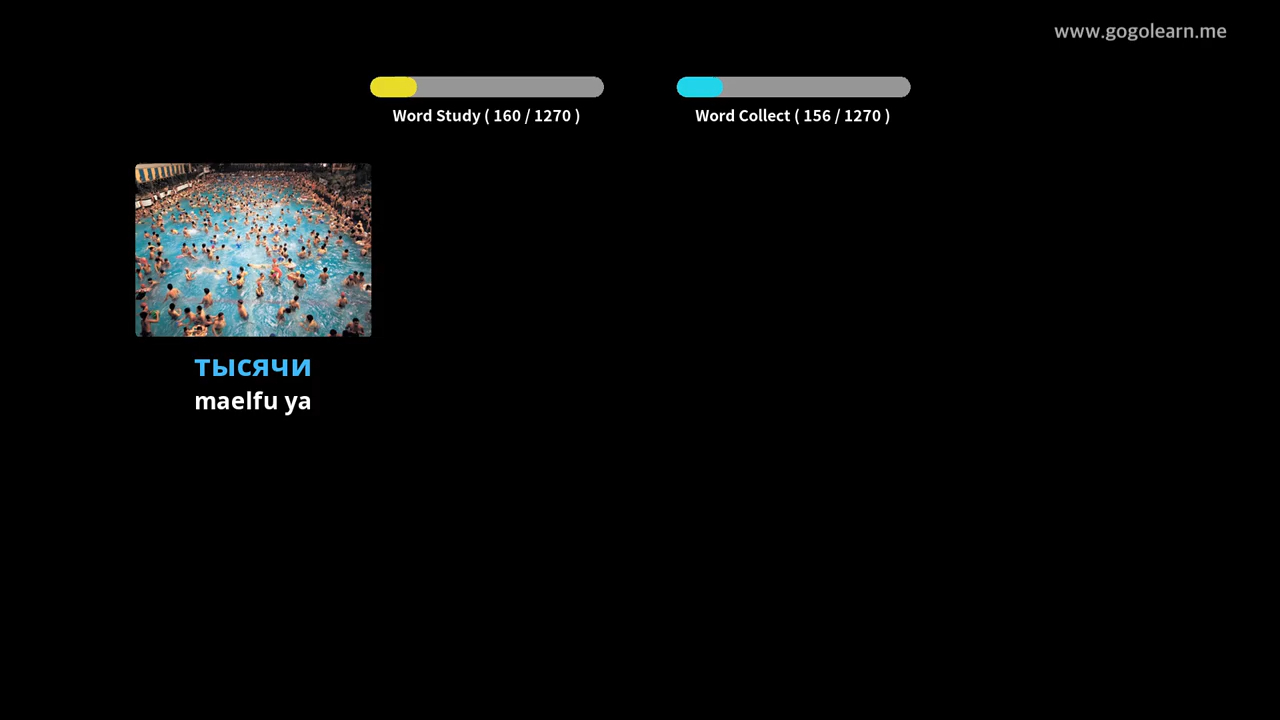 www.gogolearn.me
Word Study ( 160 / 1270 )
Word Collect ( 156 / 1270 )
тысячи
maelfu ya